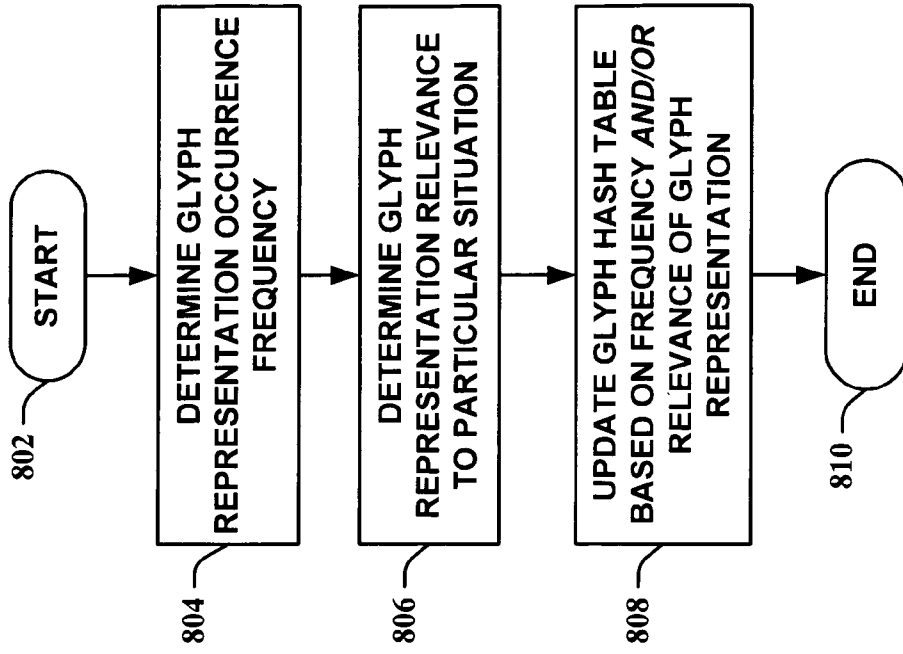 802
START
804
DETERMINE GLYPH
REPRESENTATION OCCURRENCE
FREQUENCY
806
DETERMINE GLYPH
REPRESENTATION RELEVANCE
TO PARTICULAR SITUATION
808
UPDATE GLYPH HASH TABLE
BASED ON FREQUENCY AND/OR
RELEVANCE OF GLYPH
REPRESENTATION
810
END